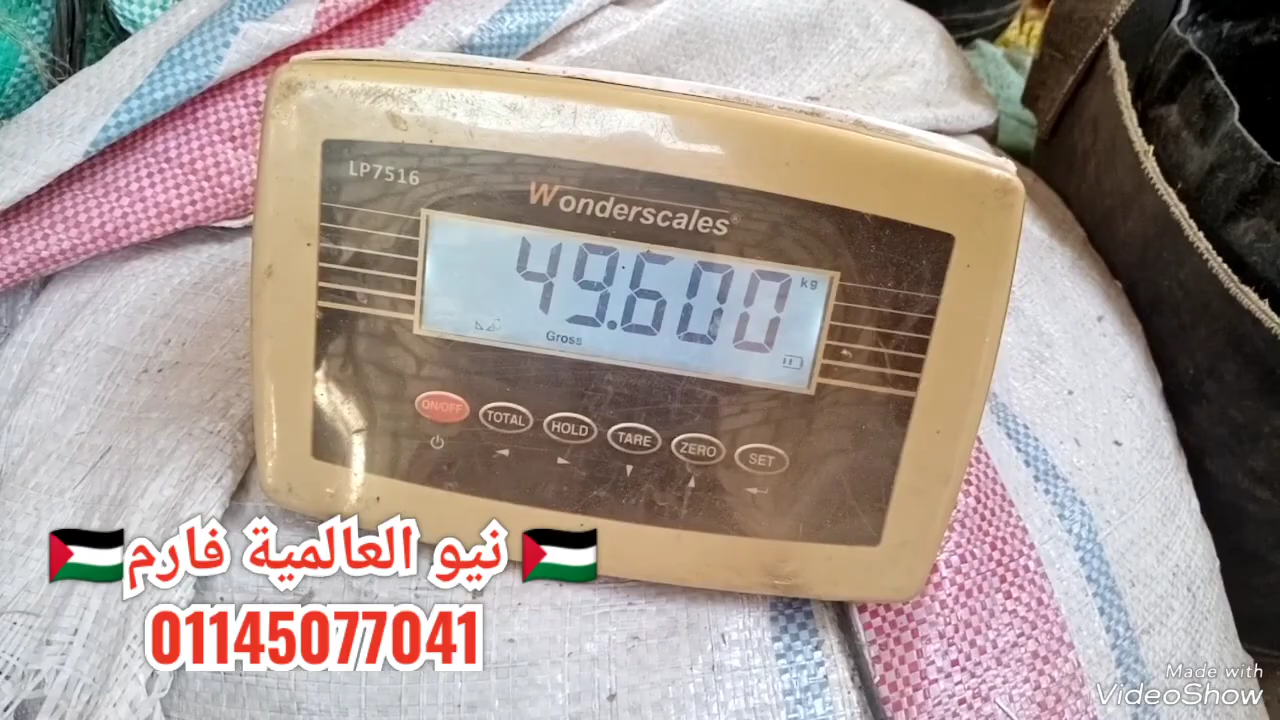 LP7516
Wonderscales®
49.600 kg
Gross
ON/OFF TOTAL HOLD TARE ZERO SET
نيو العالمية فارم
01145077041
Made with
VideoShow